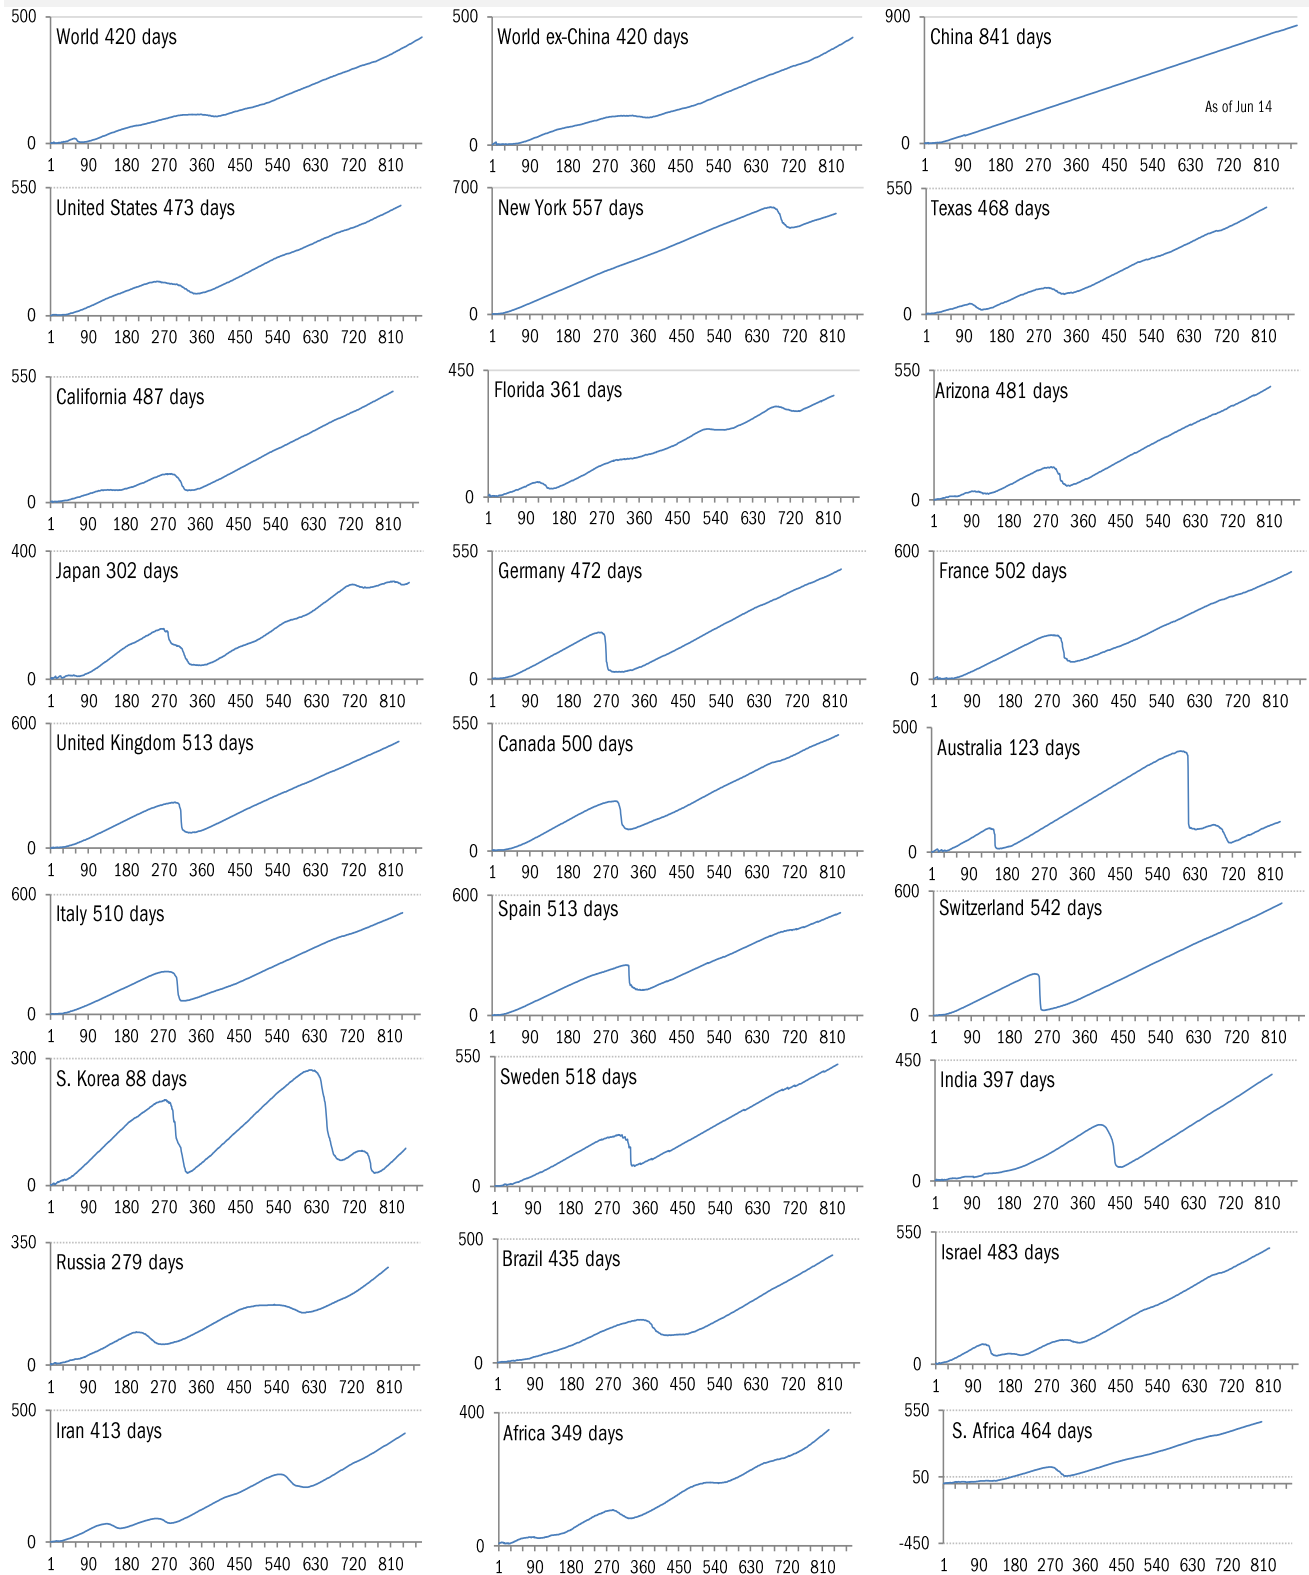 500
World 420 days
0
1 90 180 270 360 450 540 630 720 810
500
World ex-China 420 days
0
1 90 180 270 360 450 540 630 720 810
900
China 841 days
As of Jun 14
0
1 90 180 270 360 450 540 630 720 810
550
United States 473 days
0
1 90 180 270 360 450 540 630 720 810
700
New York 557 days
0
1 90 180 270 360 450 540 630 720 810
550
Texas 468 days
0
1 90 180 270 360 450 540 630 720 810
550
California 487 days
0
1 90 180 270 360 450 540 630 720 810
450
Florida 361 days
0
1 90 180 270 360 450 540 630 720 810
550
Arizona 481 days
0
1 90 180 270 360 450 540 630 720 810
400
Japan 302 days
0
1 90 180 270 360 450 540 630 720 810
550
Germany 472 days
0
1 90 180 270 360 450 540 630 720 810
600
France 502 days
0
1 90 180 270 360 450 540 630 720 810
600
United Kingdom 513 days
0
1 90 180 270 360 450 540 630 720 810
550
Canada 500 days
0
1 90 180 270 360 450 540 630 720 810
500
Australia 123 days
0
1 90 180 270 360 450 540 630 720 810
600
Italy 510 days
0
1 90 180 270 360 450 540 630 720 810
600
Spain 513 days
0
1 90 180 270 360 450 540 630 720 810
600
Switzerland 542 days
0
1 90 180 270 360 450 540 630 720 810
300
S. Korea 88 days
0
1 90 180 270 360 450 540 630 720 810
550
Sweden 518 days
0
1 90 180 270 360 450 540 630 720 810
450
India 397 days
0
1 90 180 270 360 450 540 630 720 810
350
Russia 279 days
0
1 90 180 270 360 450 540 630 720 810
500
Brazil 435 days
0
1 90 180 270 360 450 540 630 720 810
550
Israel 483 days
0
1 90 180 270 360 450 540 630 720 810
500
Iran 413 days
0
1 90 180 270 360 450 540 630 720 810
400
Africa 349 days
0
1 90 180 270 360 450 540 630 720 810
550
S. Africa 464 days
50
-450
1 90 180 270 360 450 540 630 720 810